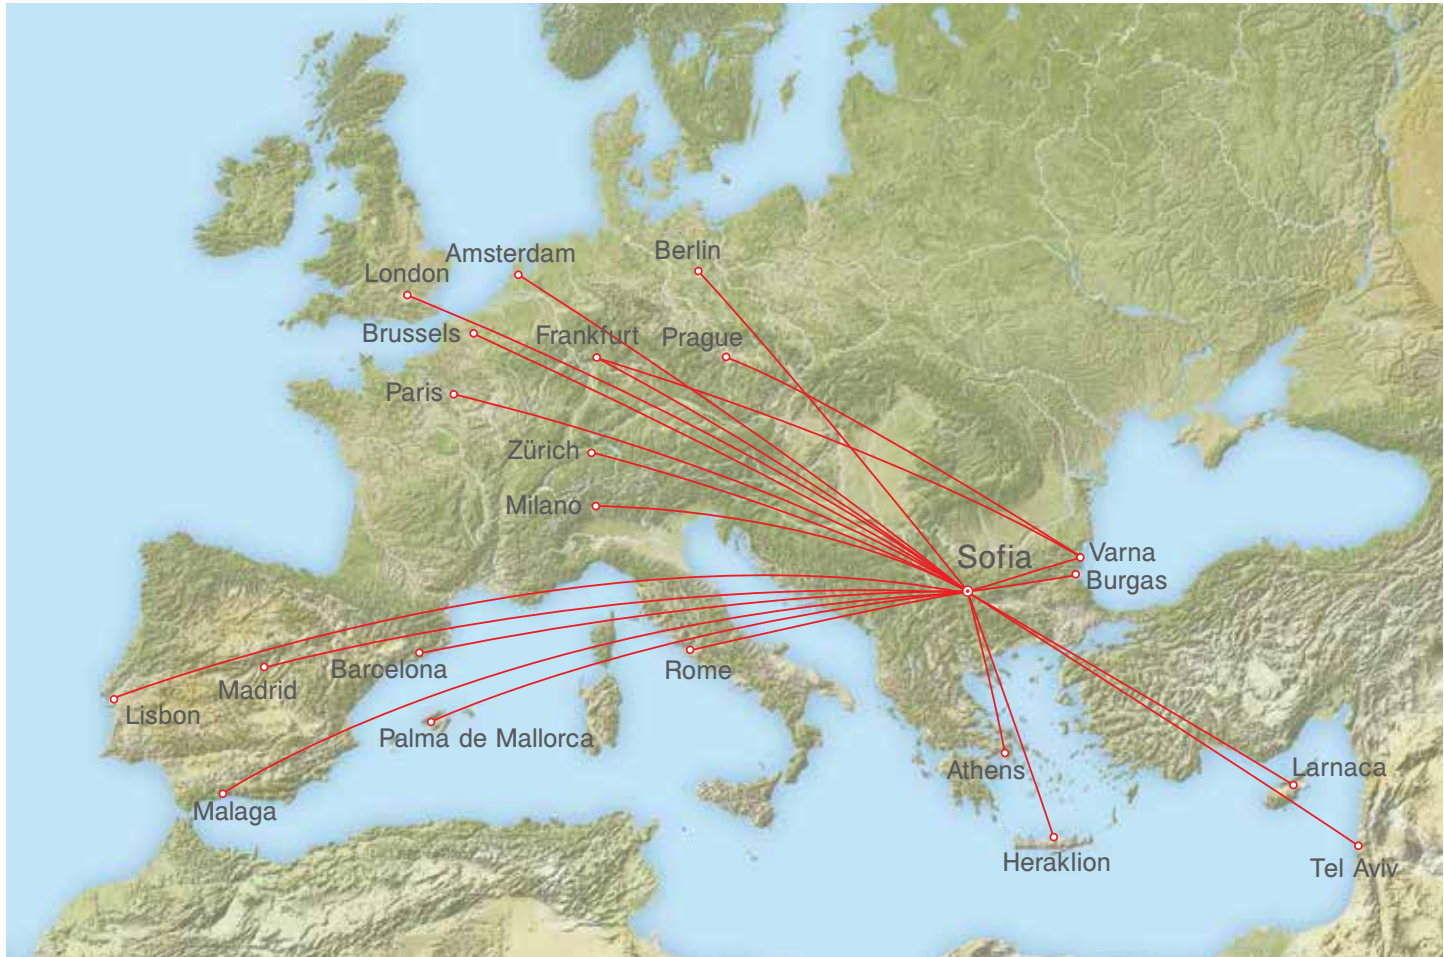 Amsterdam
Berlin
London
Brussels
Frankfurt
Prague
Paris
Zürich
Milano
Sofia
Varna
Burgas
Barcelona
Rome
Madrid
Lisbon
Palma de Mallorca
Athens
Larnaca
Malaga
Heraklion
Tel Aviv